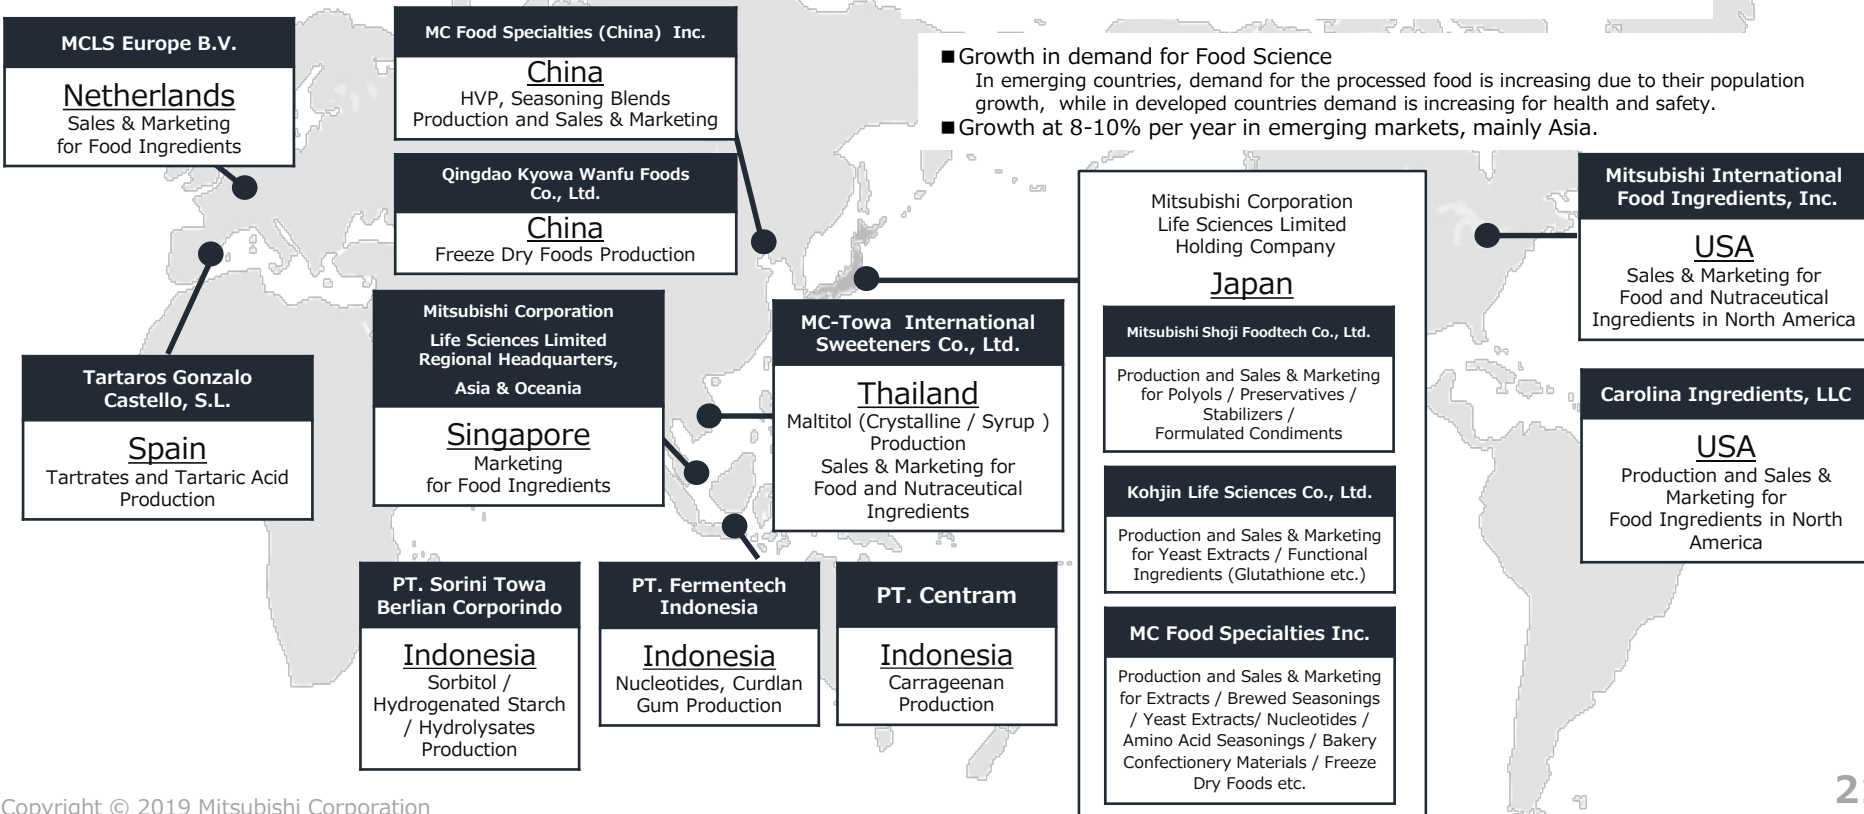 MCLS Europe B.V.
Netherlands
Sales & Marketing
for Food Ingredients
MC Food Specialties (China) Inc.
China
HVP, Seasoning Blends
Production and Sales & Marketing
Qingdao Kyowa Wanfu Foods
Co., Ltd.
China
Freeze Dry Foods Production
■Growth in demand for Food Science
In emerging countries, demand for the processed food is increasing due to their population
growth, while in developed countries demand is increasing for health and safety.
■Growth at 8-10% per year in emerging markets, mainly Asia.
Tartaros Gonzalo
Castello, S.L.
Spain
Tartrates and Tartaric Acid
Production
Mitsubishi Corporation
Life Sciences Limited
Regional Headquarters,
Asia & Oceania
Singapore
Marketing
for Food Ingredients
MC-Towa International
Sweeteners Co., Ltd.
Thailand
Maltitol (Crystalline / Syrup )
Production
Sales & Marketing for
Food and Nutraceutical
Ingredients
PT. Sorini Towa
Berlian Corporindo
Indonesia
Sorbitol /
Hydrogenated Starch
/ Hydrolysates
Production
PT. Fermentech
Indonesia
Indonesia
Nucleotides, Curdlan
Gum Production
PT. Centram
Indonesia
Carrageenan
Production
Mitsubishi Corporation
Life Sciences Limited
Holding Company
Japan
Mitsubishi Shoji Foodtech Co., Ltd.
Production and Sales & Marketing
for Polyols / Preservatives /
Stabilizers /
Formulated Condiments
Kohjin Life Sciences Co., Ltd.
Production and Sales & Marketing
for Yeast Extracts / Functional
Ingredients (Glutathione etc.)
MC Food Specialties Inc.
Production and Sales & Marketing
for Extracts / Brewed Seasonings
/ Yeast Extracts/ Nucleotides /
Amino Acid Seasonings / Bakery
Confectionery Materials / Freeze
Dry Foods etc.
Mitsubishi International
Food Ingredients, Inc.
USA
Sales & Marketing for
Food and Nutraceutical
Ingredients in North America
Carolina Ingredients, LLC
USA
Production and Sales &
Marketing for
Food Ingredients in North
America
Copyright © 2019 Mitsubishi Corporation